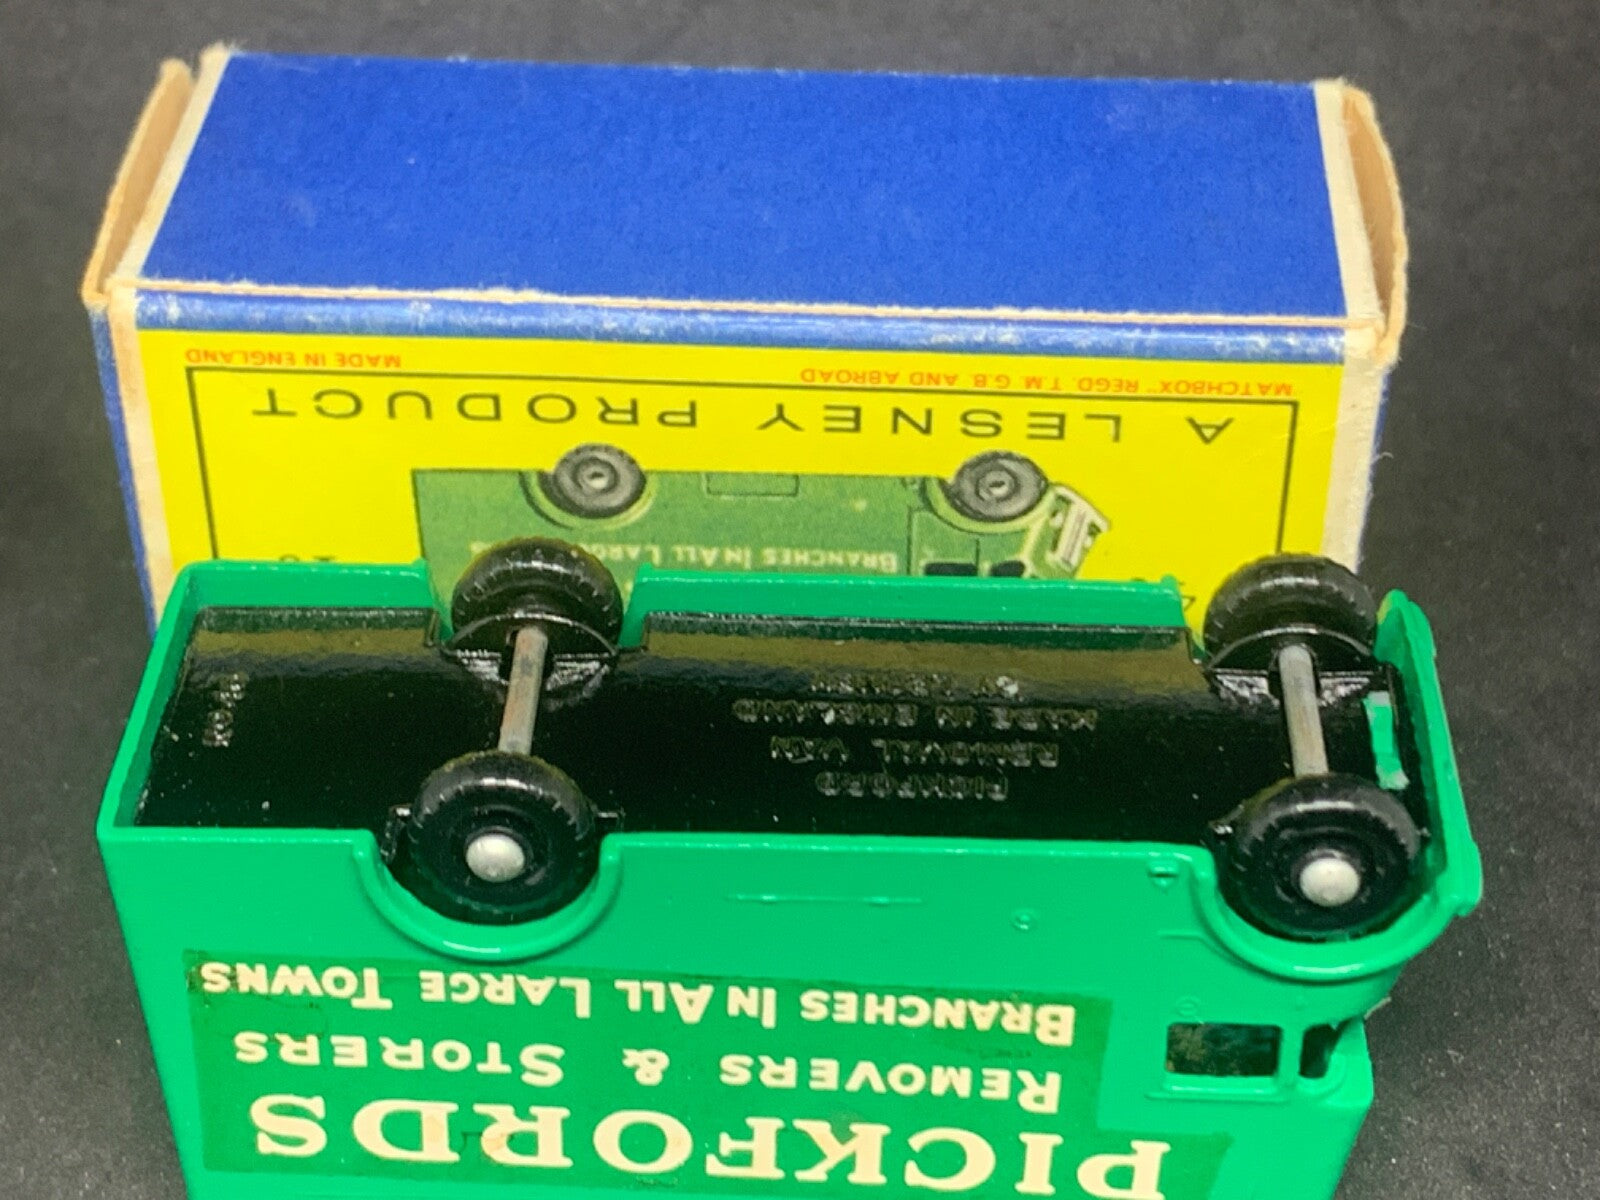 "MATCHBOX" REGD. T.M. G.B. AND ABROAD
MADE IN ENGLAND
A LESNEY PRODUCT
BRANCHES IN ALL LARGE
PICKFORD
REMOVAL VAN
MADE IN ENGLAND
BY LESNEY
PICKFORDS
REMOVERS & STORERS
BRANCHES IN ALL LARGE TOWNS